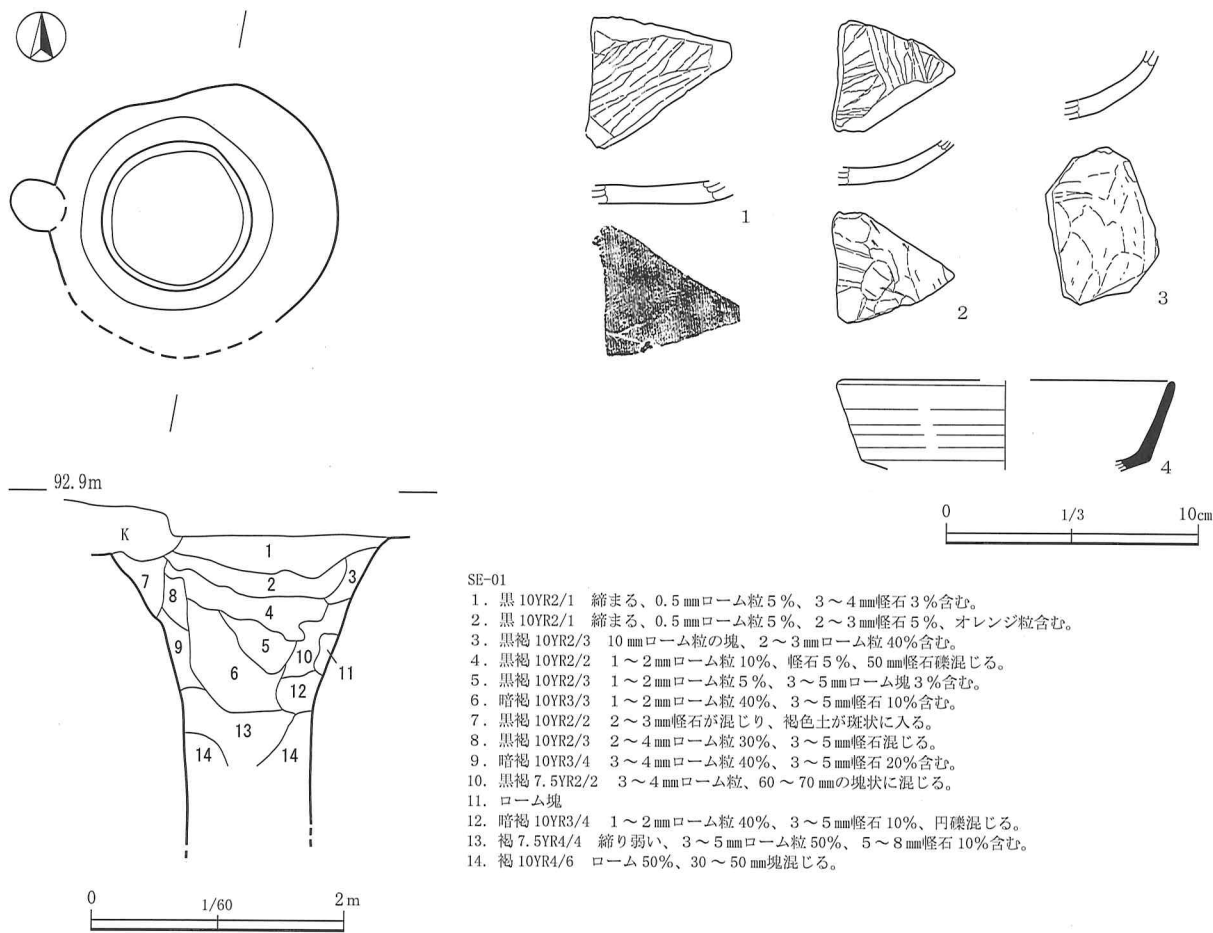 1
2
3
4
0 1/3 10cm
92.9m
K
1
2
3
4
5
6
7
8
9
10
11
12
13
14
14
0 1/60 2m
SE-01
1. 黒 10YR2/1 締まる、0.5㎜ローム粒5%、3~4㎜軽石3%含む。
2. 黒 10YR2/1 締まる、0.5㎜ローム粒5%、2~3㎜軽石5%、オレンジ粒含む。
3. 黒褐 10YR2/3 10㎜ローム粒の塊、2~3㎜ローム粒40%含む。
4. 黒褐 10YR2/2 1~2㎜ローム粒10%、軽石5%、50㎜軽石礫混じる。
5. 黒褐 10YR2/3 1~2㎜ローム粒5%、3~5㎜ローム塊3%含む。
6. 暗褐 10YR3/3 1~2㎜ローム粒40%、3~5㎜軽石10%含む。
7. 黒褐 10YR2/2 2~3㎜軽石が混じり、褐色土が斑状に入る。
8. 黒褐 10YR2/3 2~4㎜ローム粒30%、3~5㎜軽石混じる。
9. 暗褐 10YR3/4 3~4㎜ローム粒40%、3~5㎜軽石20%含む。
10. 黒褐 7.5YR2/2 3~4㎜ローム粒、60~70㎜の塊状に混じる。
11. ローム塊
12. 暗褐 10YR3/4 1~2㎜ローム粒40%、3~5㎜軽石10%、円礫混じる。
13. 褐 7.5YR4/4 締り弱い、3~5㎜ローム粒50%、5~8㎜軽石10%含む。
14. 褐 10YR4/6 ローム50%、30~50㎜塊混じる。